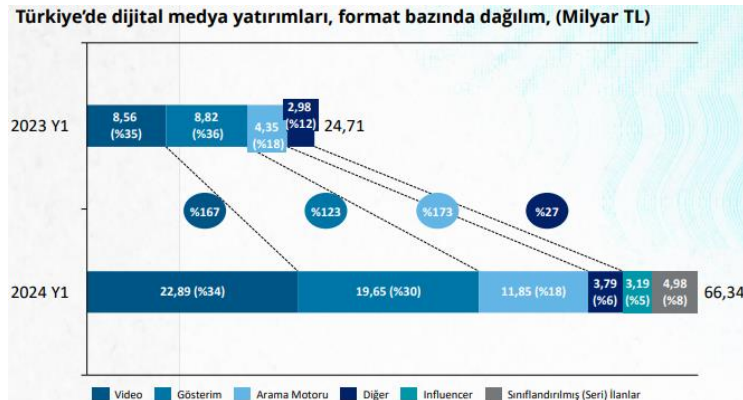 Türkiye’de dijital medya yatırımları, format bazında dağılım, (Milyar TL)
2023 Y1
8,56
(%35)
8,82
(%36)
4,35
(%18)
2,98
(%12)
24,71
%167
%123
%173
%27
2024 Y1
22,89 (%34)
19,65 (%30)
11,85 (%18)
3,79
(%6)
3,19
(%5)
4,98
(%8)
66,34
Video
Gösterim
Arama Motoru
Diğer
Influencer
Sınıflandırılmış (Seri) İlanlar